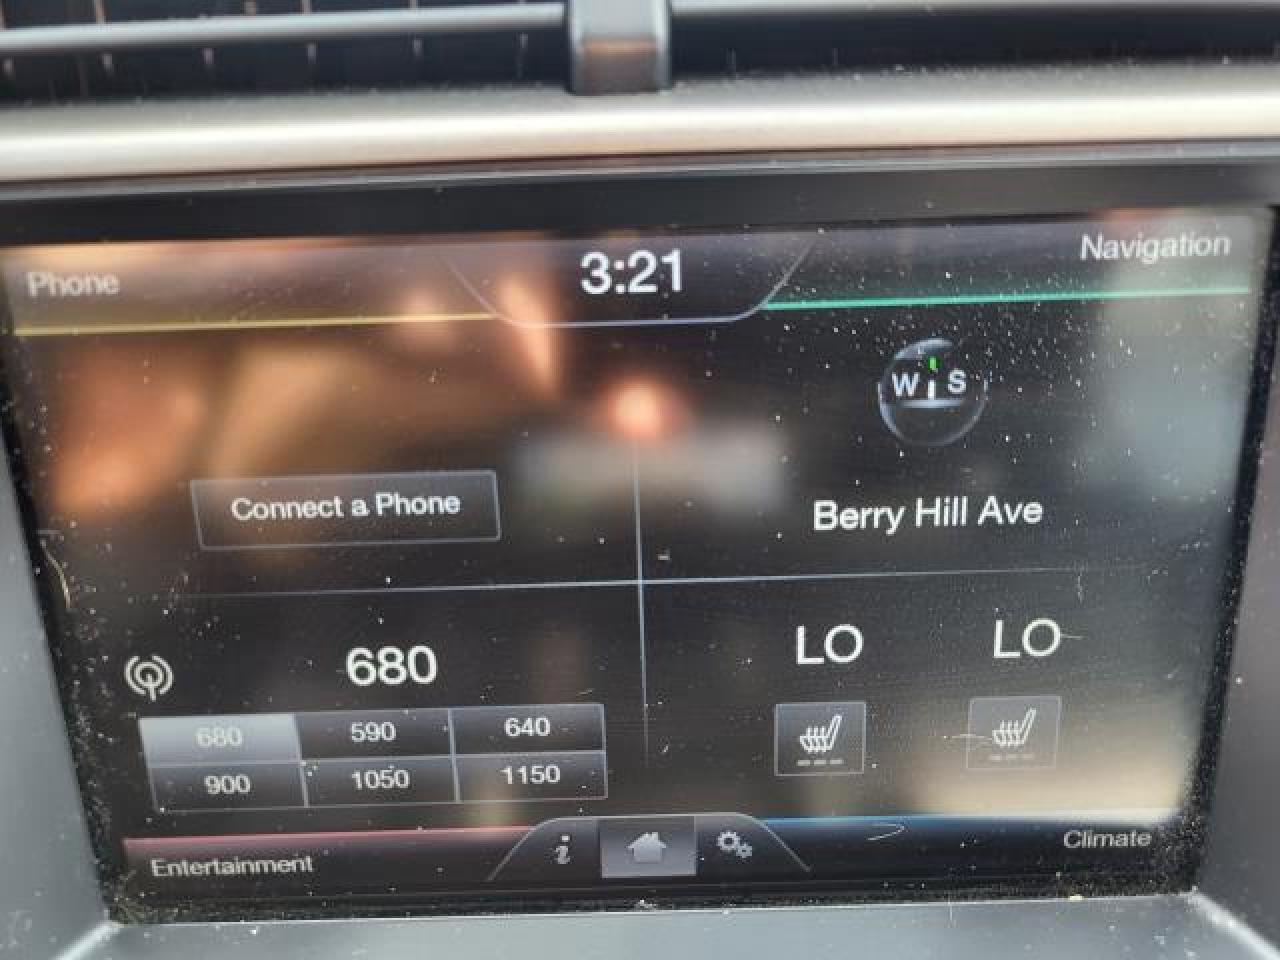 Phone
3:21
Navigation
W S
Connect a Phone
Berry Hill Ave
680
LO LO
680 590 640
900 1050 1150
Entertainment
i
Climate